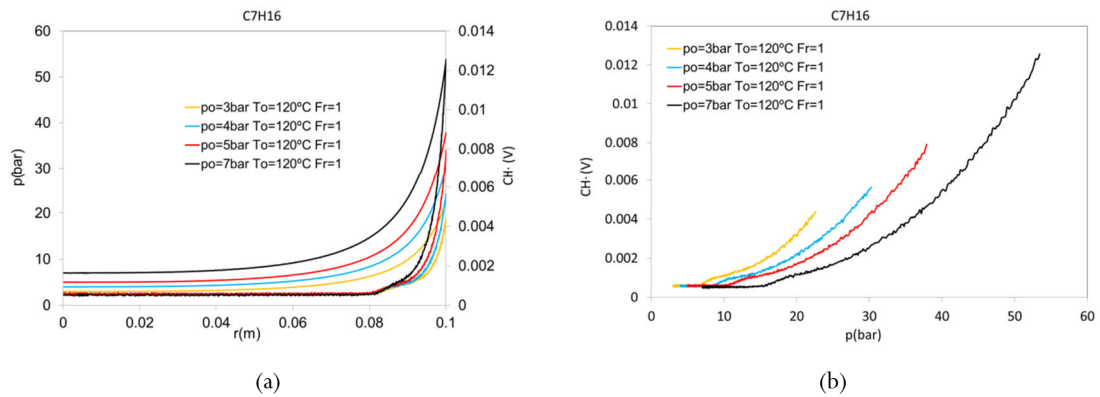 C7H16
60
50
40
30
20
10
0
p(bar)
0.014
0.012
0.010
0.008
0.006
0.004
0.002
0
CH· (V)
po=3bar To=120ºC Fr=1
po=4bar To=120ºC Fr=1
po=5bar To=120ºC Fr=1
po=7bar To=120ºC Fr=1
0 0.02 0.04 0.06 0.08 0.1
r(m)
(a)
C7H16
0.014
0.012
0.01
0.008
0.006
0.004
0.002
0
CH· (V)
po=3bar To=120ºC Fr=1
po=4bar To=120ºC Fr=1
po=5bar To=120ºC Fr=1
po=7bar To=120ºC Fr=1
0 10 20 30 40 50 60
p(bar)
(b)